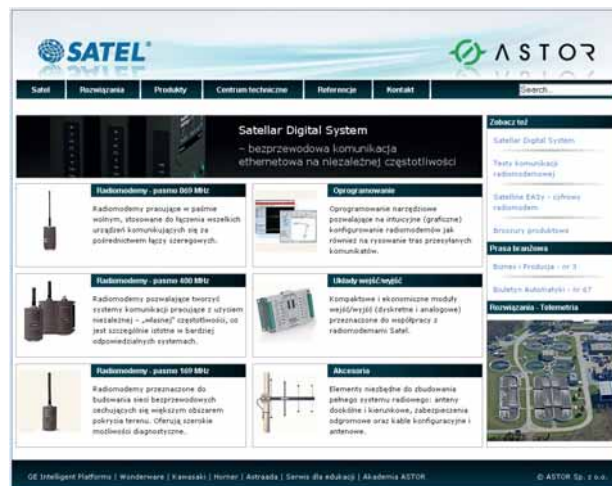 SATEL
ASTOR
Satel Rozwiązania Produkty Centrum techniczne Referencje Kontakt Search...
Satellar Digital System
– bezprzewodowa komunikacja
ethernetowa na niezależnej częstotliwości
Radiomodemy - pasmo 869 MHz
Radiomodemy pracujące w paśmie
wolnym, stosowane do łączenia wszelkich
urządzeń komunikujących się za
pośrednictwem łączy szeregowych.
Oprogramowanie
Oprogramowanie narzędziowe
pozwalające na intuicyjne (graficzne)
konfigurowanie radiomodemów jak
również na rysowanie tras przesyłanych
komunikatów.
Radiomodemy - pasmo 400 MHz
Radiomodemy pozwalające tworzyć
systemy komunikacji pracujące z użyciem
niezależnej – „własnej” częstotliwości, co
jest szczególnie istotne w bardziej
odpowiedzialnych systemach.
Układy wejść/wyjść
Kompaktowe i ekonomiczne moduły
wejść/wyjść (dyskretne i analogowe)
przeznaczone do współpracy z
radiomodemami Satel.
Radiomodemy - pasmo 169 MHz
Radiomodemy przeznaczone do
budowania sieci bezprzewodowych
cechujących się większym obszarem
pokrycia terenu. Oferują szerokie
możliwości diagnostyczne.
Akcesoria
Elementy niezbędne do zbudowania
pełnego systemu radiowego: anteny
dookólne i kierunkowe, zabezpieczenia
odgromowe oraz kable konfiguracyjne i
antenowe.
Zobacz też
Satellar Digital System
Testy komunikacji
radiomodemowej
Satelline EASy - cyfrowy
radiomodem
Broszury produktowe
Prasa branżowa
Biznes i Produkcja - nr 3
Biuletyn Automatyki - nr 67
Rozwiązania - Telemetria
GE Intelligent Platforms | Wonderware | Kawasaki | Horner | Astraada | Serwis dla edukacji | Akademia ASTOR
© ASTOR Sp. z o.o.